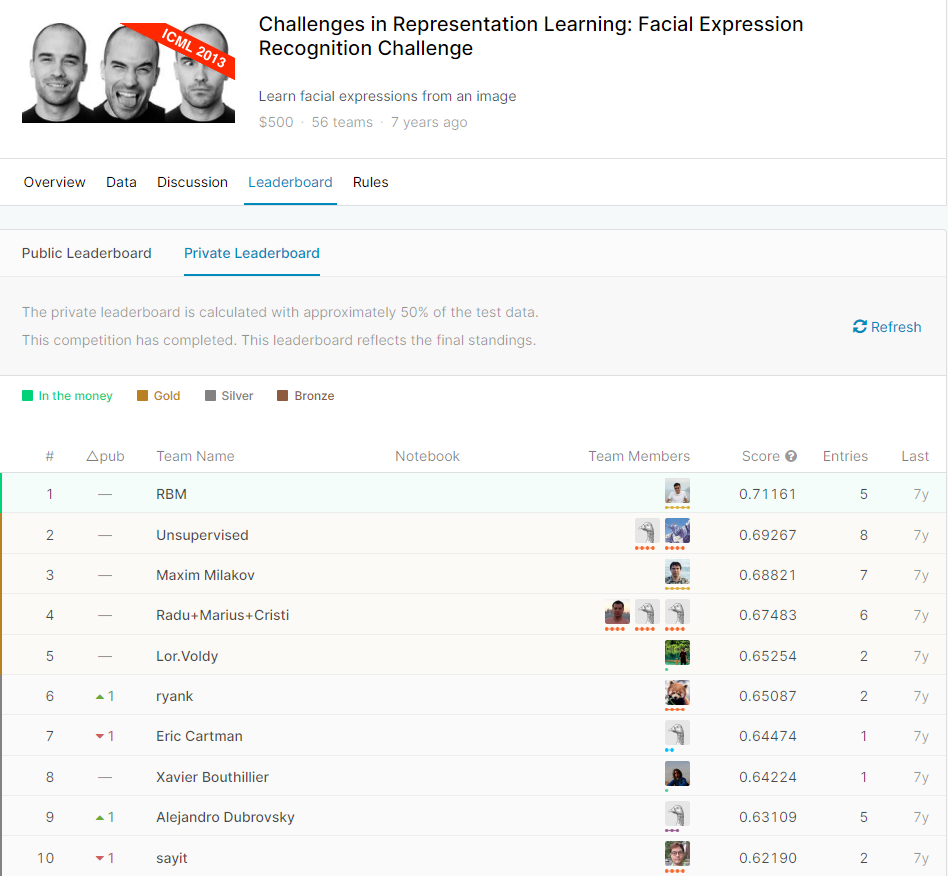 ICML 2013
Challenges in Representation Learning: Facial Expression
Recognition Challenge
Learn facial expressions from an image
$500 · 56 teams · 7 years ago
Overview Data Discussion Leaderboard Rules
Public Leaderboard Private Leaderboard
The private leaderboard is calculated with approximately 50% of the test data.
This competition has completed. This leaderboard reflects the final standings.
Refresh
In the money Gold Silver Bronze
# △pub Team Name Notebook Team Members Score ? Entries Last
1 — RBM 0.71161 5 7y
2 — Unsupervised 0.69267 8 7y
3 — Maxim Milakov 0.68821 7 7y
4 — Radu+Marius+Cristi 0.67483 6 7y
5 — Lor.Voldy 0.65254 2 7y
6 ▲1 ryank 0.65087 2 7y
7 ▼1 Eric Cartman 0.64474 1 7y
8 — Xavier Bouthillier 0.64224 1 7y
9 ▲1 Alejandro Dubrovsky 0.63109 5 7y
10 ▼1 sayit 0.62190 2 7y